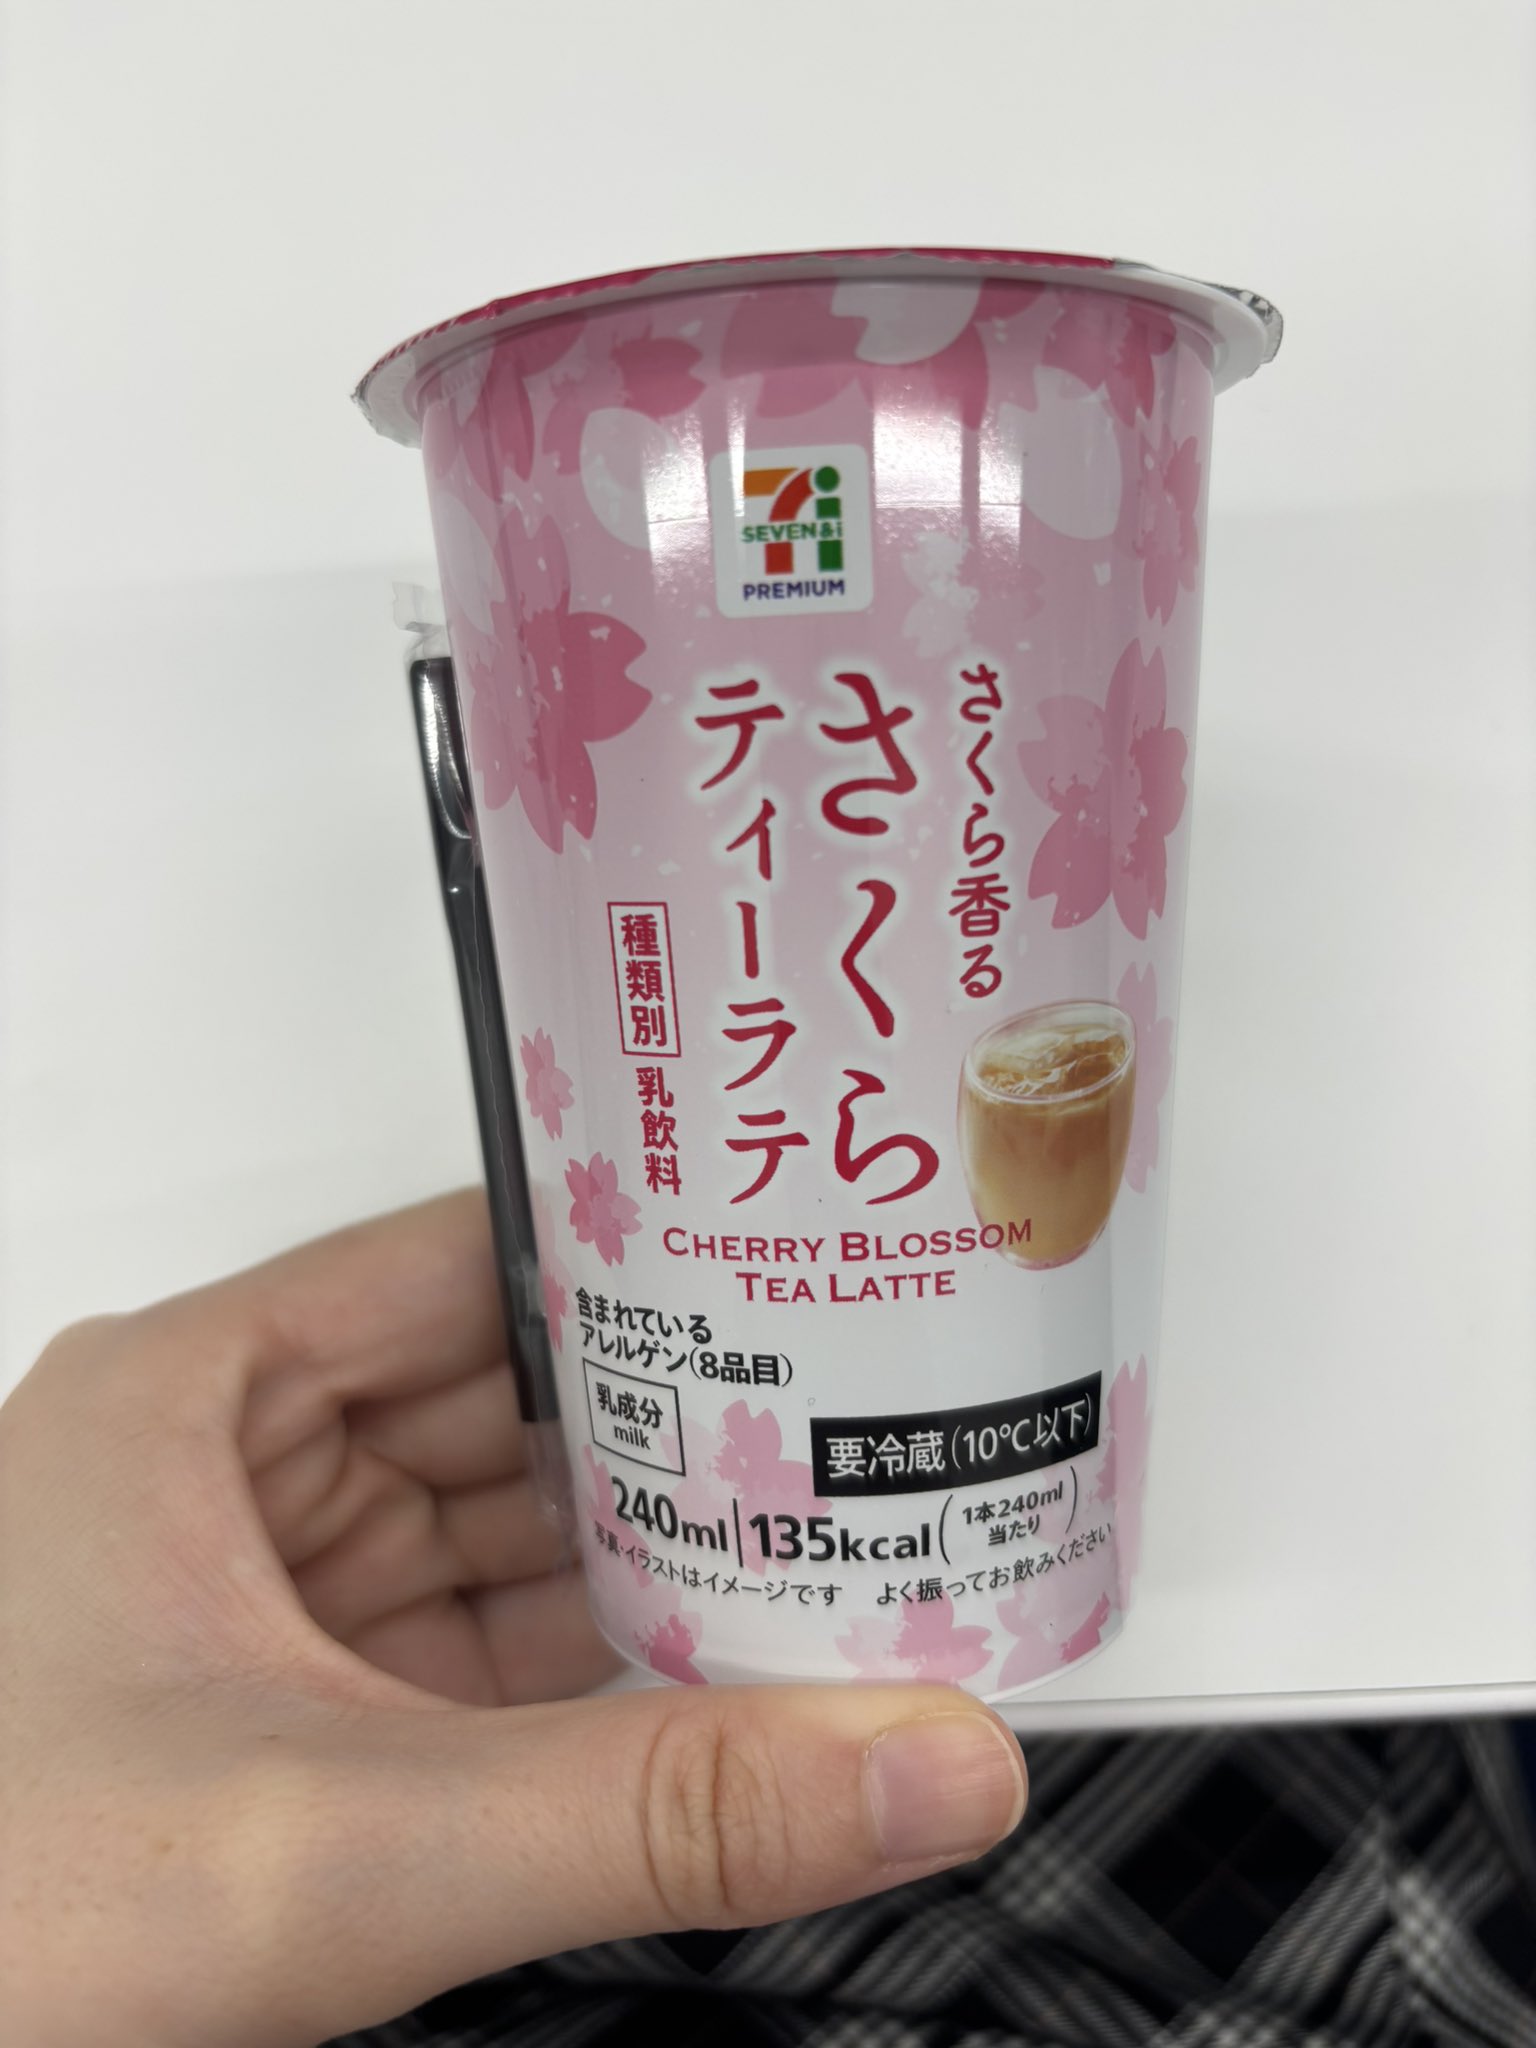 7i
SEVEN&i
PREMIUM
さくら香る
さくら
ティーラテ
種類別 乳飲料
CHERRY BLOSSOM
TEA LATTE
含まれている
アレルゲン(8品目)
乳成分
milk
要冷蔵(10℃以下)
240ml|135kcal(1本240ml
当たり)
写真・イラストはイメージです よく振ってお飲みください